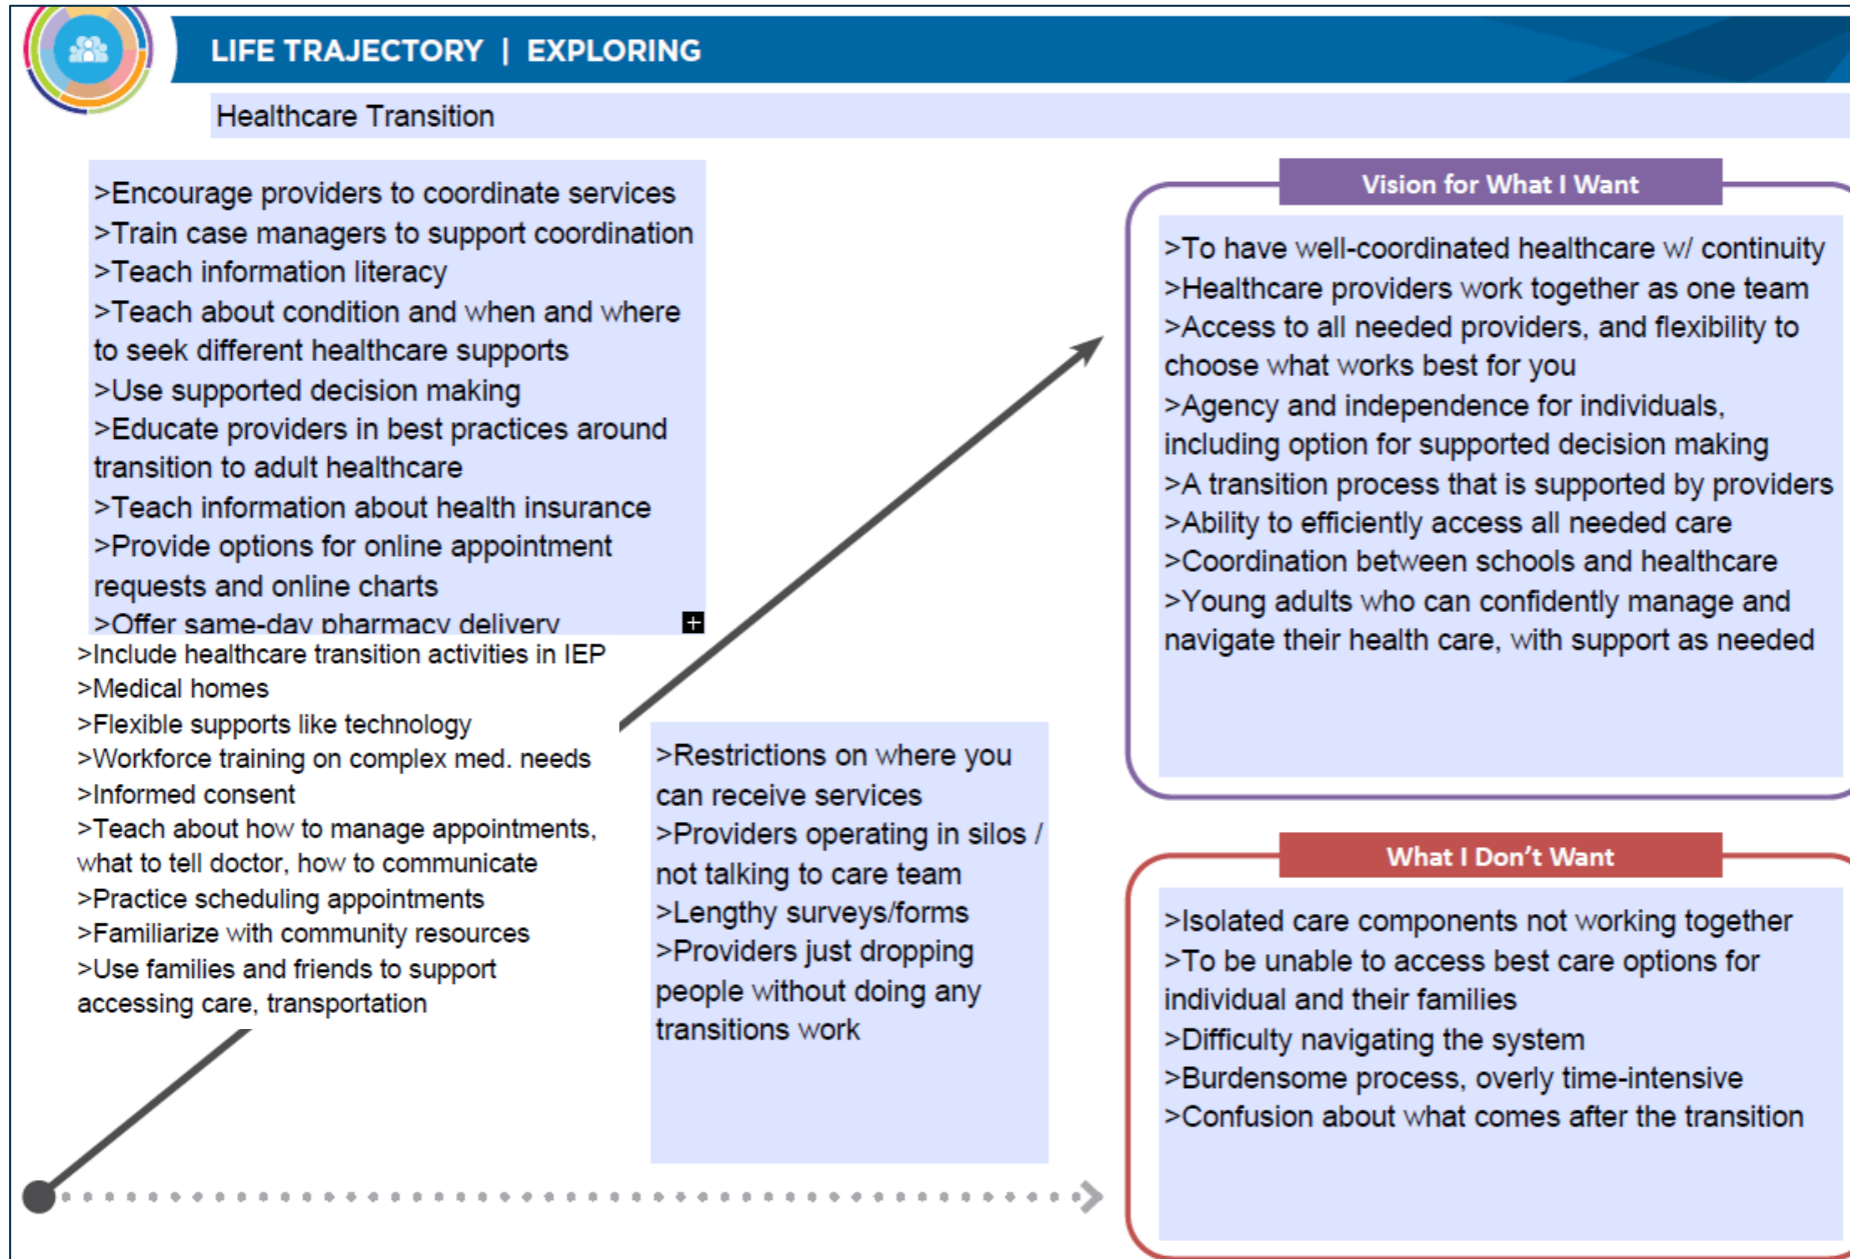 LIFE TRAJECTORY | EXPLORING
Healthcare Transition
>Encourage providers to coordinate services
>Train case managers to support coordination
>Teach information literacy
>Teach about condition and when and where
to seek different healthcare supports
>Use supported decision making
>Educate providers in best practices around
transition to adult healthcare
>Teach information about health insurance
>Provide options for online appointment
requests and online charts
>Offer same-day pharmacy delivery
>Include healthcare transition activities in IEP
>Medical homes
>Flexible supports like technology
>Workforce training on complex med. needs
>Informed consent
>Teach about how to manage appointments,
what to tell doctor, how to communicate
>Practice scheduling appointments
>Familiarize with community resources
>Use families and friends to support
accessing care, transportation
>Restrictions on where you
can receive services
>Providers operating in silos /
not talking to care team
>Lengthy surveys/forms
>Providers just dropping
people without doing any
transitions work
Vision for What I Want
>To have well-coordinated healthcare w/ continuity
>Healthcare providers work together as one team
>Access to all needed providers, and flexibility to
choose what works best for you
>Agency and independence for individuals,
including option for supported decision making
>A transition process that is supported by providers
>Ability to efficiently access all needed care
>Coordination between schools and healthcare
>Young adults who can confidently manage and
navigate their health care, with support as needed
What I Don't Want
>Isolated care components not working together
>To be unable to access best care options for
individual and their families
>Difficulty navigating the system
>Burdensome process, overly time-intensive
>Confusion about what comes after the transition